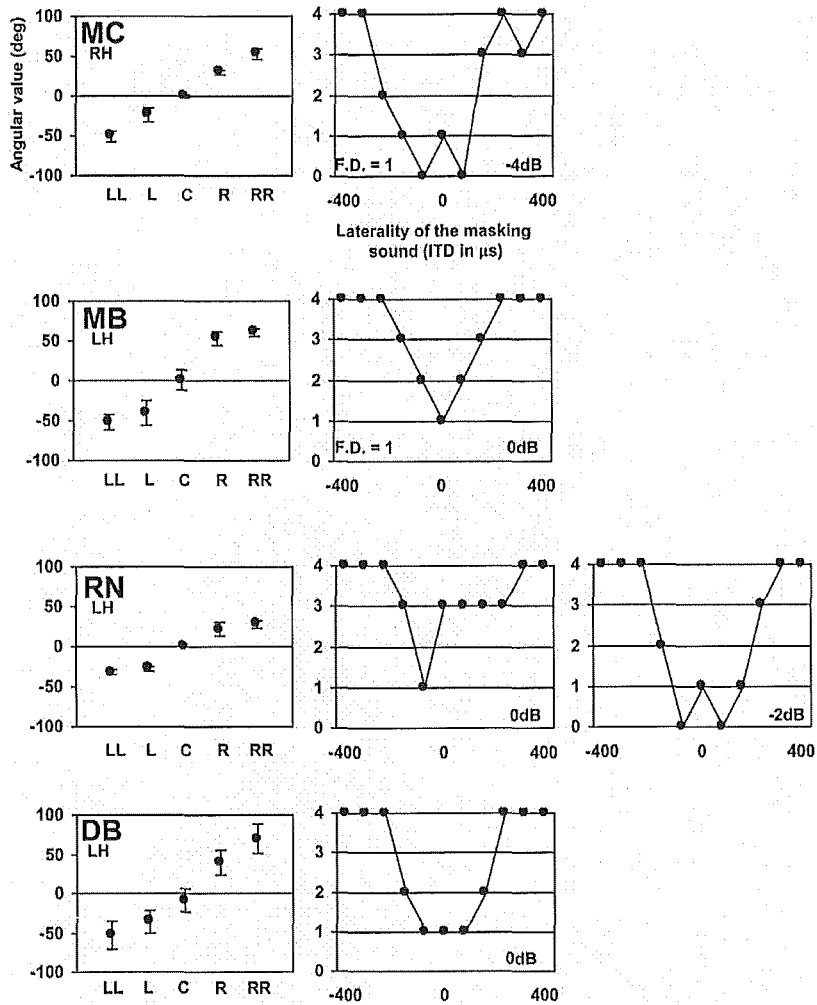 Angular value (deg)
MC
RH
100
50
0
-50
-100
LL L C R RR
4
3
2
1
0
F.D. = 1 -4dB
-400 0 400
Laterality of the masking
sound (ITD in µs)
MB
LH
100
50
0
-50
-100
LL L C R RR
4
3
2
1
0
F.D. = 1 0dB
-400 0 400
RN
LH
100
50
0
-50
-100
LL L C R RR
4
3
2
1
0
0dB
-400 0 400
4
3
2
1
0
-2dB
-400 0 400
DB
LH
100
50
0
-50
-100
LL L C R RR
4
3
2
1
0
0dB
-400 0 400